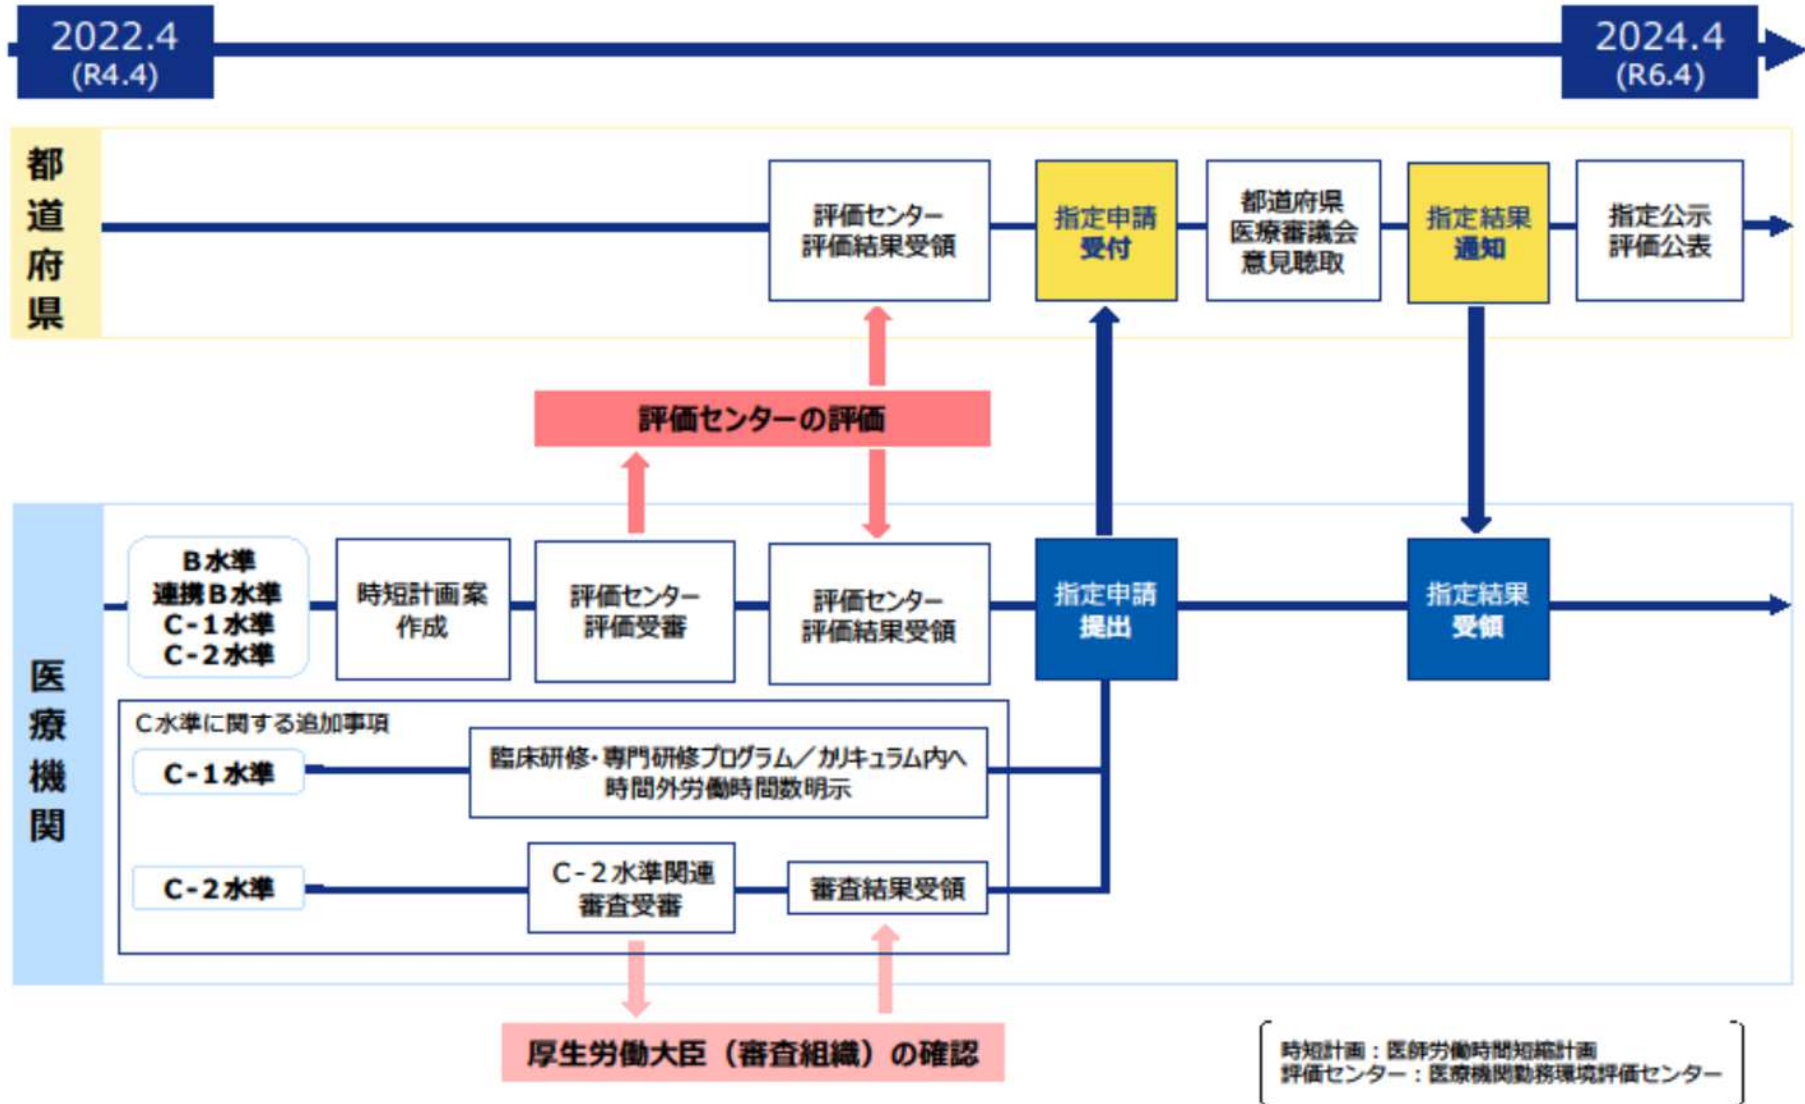 2022.4
(R4.4)
2024.4
(R6.4)
都道府県
評価センター
評価結果受領
指定申請
受付
都道府県
医療審議会
意見聴取
指定結果
通知
指定公示
評価公表
評価センターの評価
医療機関
B水準
連携B水準
C-1水準
C-2水準
時短計画案
作成
評価センター
評価受審
評価センター
評価結果受領
指定申請
提出
指定結果
受領
C水準に関する追加事項
C-1水準
臨床研修・専門研修プログラム／カリキュラム内へ
時間外労働時間数明示
C-2水準
C-2水準関連
審査受審
審査結果受領
厚生労働大臣（審査組織）の確認
時短計画：医師労働時間短縮計画
評価センター：医療機関勤務環境評価センター